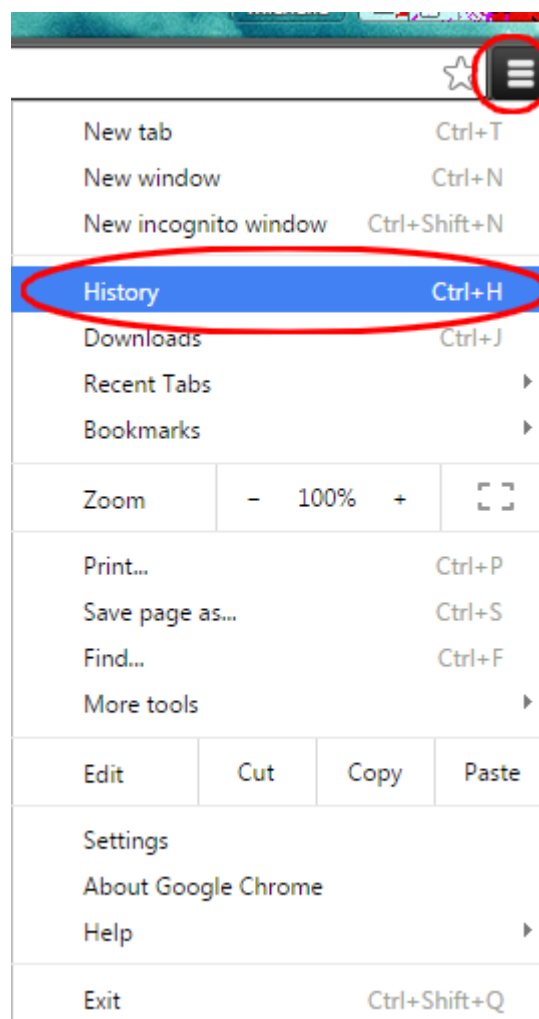 New tab Ctrl+T
New window Ctrl+N
New incognito window Ctrl+Shift+N
History Ctrl+H
Downloads Ctrl+J
Recent Tabs
Bookmarks
Zoom - 100% +
Print... Ctrl+P
Save page as... Ctrl+S
Find... Ctrl+F
More tools
Edit Cut Copy Paste
Settings
About Google Chrome
Help
Exit Ctrl+Shift+Q